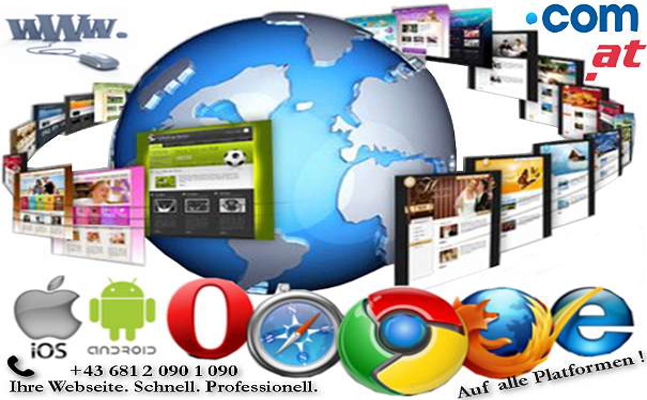 www.
.com
.at
iOS
ANDROID
+43 681 2 090 1 090
Ihre Webseite. Schnell. Professionell.
Auf alle Platformen !